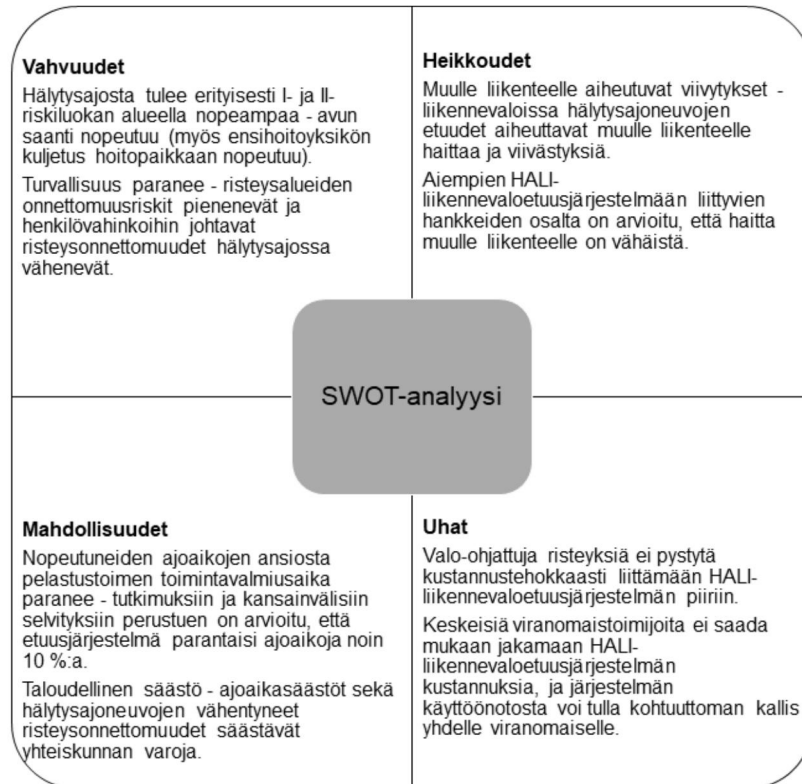 Vahvuudet
Hälytysajosta tulee erityisesti I- ja II-
riskiluokan alueella nopeampaa - avun
saanti nopeutuu (myös ensihoitoyksikön
kuljetus hoitopaikkaan nopeutuu).
Turvallisuus paranee - risteysalueiden
onnettomuusriskit pienenevät ja
henkilövahinkoihin johtavat
risteysonnettomuudet hälytysajossa
vähenevät.
Heikkoudet
Muulle liikenteelle aiheutuvat viivytykset -
liikennevaloissa hälytysajoneuvojen
etuudet aiheuttavat muulle liikenteelle
haittaa ja viivästyksiä.
Aiempien HALI-
liikennevaloetuusjärjestelmään liittyvien
hankkeiden osalta on arvioitu, että haitta
muulle liikenteelle on vähäistä.
SWOT-analyysi
Mahdollisuudet
Nopeutuneiden ajoaikojen ansiosta
pelastustoimen toimintavalmiusaika
paranee - tutkimuksiin ja kansainvälisiin
selvityksiin perustuen on arvioitu, että
etuusjärjestelmä parantaisi ajoaikoja noin
10 %:a.
Taloudellinen säästö - ajoaikasäästöt sekä
hälytysajoneuvojen vähentyneet
risteysonnettomuudet säästävät
yhteiskunnan varoja.
Uhat
Valo-ohjattuja risteyksiä ei pystytä
kustannustehokkaasti liittämään HALI-
liikennevaloetuusjärjestelmän piiriin.
Keskeisiä viranomaistoimijoita ei saada
mukaan jakamaan HALI-
liikennevaloetuusjärjestelmän
kustannuksia, ja järjestelmän
käyttöönotosta voi tulla kohtuuttoman kallis
yhdelle viranomaiselle.